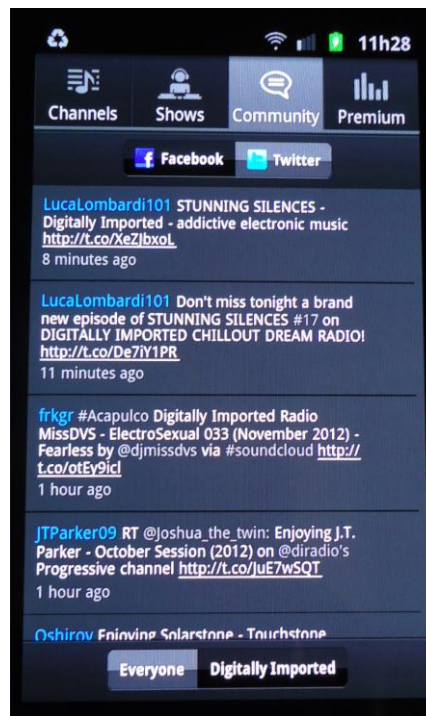 11h28
Channels Shows Community Premium
f Facebook Twitter
LucaLombardi101 STUNNING SILENCES -
Digitally Imported - addictive electronic music
http://t.co/XeZJbxoL
8 minutes ago
LucaLombardi101 Don't miss tonight a brand
new episode of STUNNING SILENCES #17 on
DIGITALLY IMPORTED CHILLOUT DREAM RADIO!
http://t.co/De7iY1PR
11 minutes ago
frkgr #Acapulco Digitally Imported Radio
MissDVS - ElectroSexual 033 (November 2012) -
Fearless by @djmissdvs via #soundcloud http://
t.co/otEy9icl
1 hour ago
JTParker09 RT @Joshua_the_twin: Enjoying J.T.
Parker - October Session (2012) on @diradio's
Progressive channel http://t.co/JuE7wSQT
1 hour ago
Oshiroy Enjoying Solarstone - Touchstone
Everyone Digitally Imported